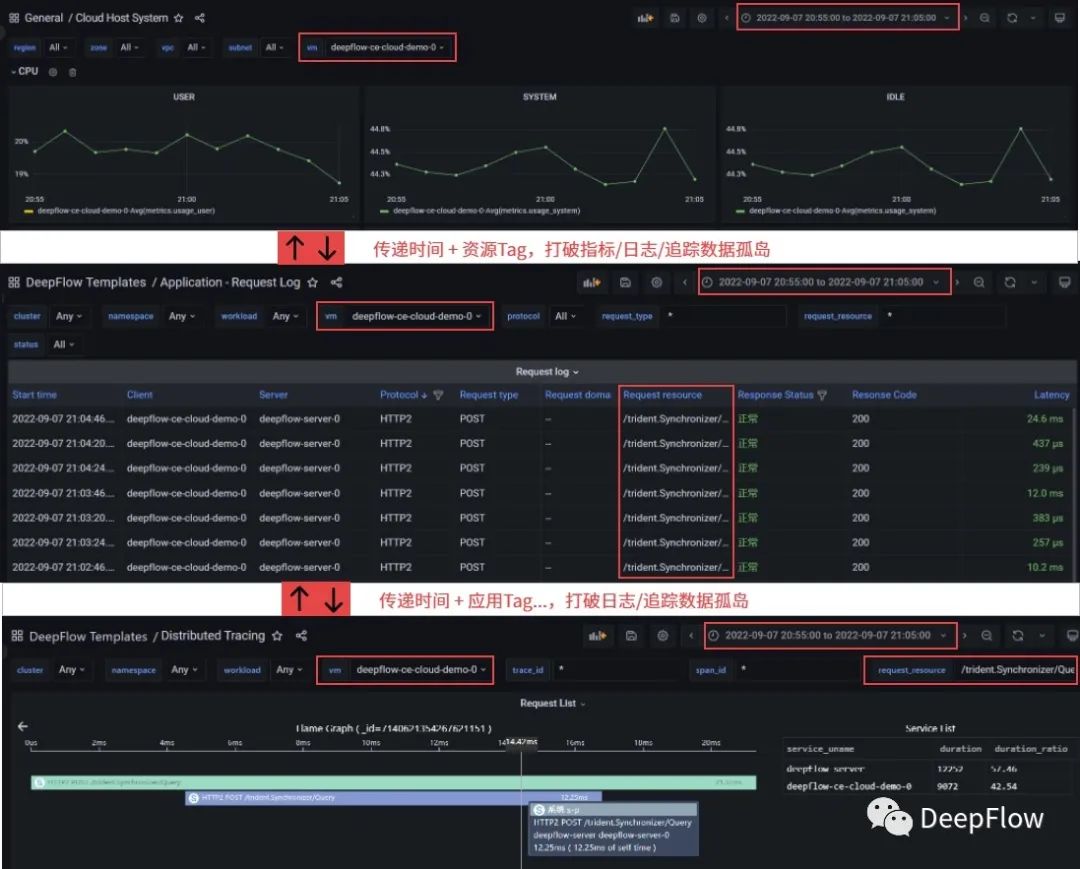 General / Cloud Host System
2022-09-07 20:55:00 to 2022-09-07 21:05:00
region All zone All vpc All subnet All vm deepflow-ce-cloud-demo-0
CPU
USER SYSTEM IDLE
20% 44.8% 44.8%
44.5% 44.5%
19% 44.3% 44.3%
20:55 21:00 21:05 20:55 21:00 21:05 20:55 21:00 21:05
deepflow-ce-cloud-demo-0-Avg(metrics.usage_user) deepflow-ce-cloud-demo-0-Avg(metrics.usage_system) deepflow-ce-cloud-demo-0-Avg(metrics.usage_system)
传递时间 + 资源Tag，打破指标/日志/追踪数据孤岛
DeepFlow Templates / Application - Request Log
2022-09-07 20:55:00 to 2022-09-07 21:05:00
cluster Any namespace Any workload Any vm deepflow-ce-cloud-demo-0 protocol All request_type * request_resource *
status All
Request log
Start time Client Server Protocol Request type Request doma Request resource Response Status Resonse Code Latency
2022-09-07 21:04:46.... deepflow-ce-cloud-demo-0 deepflow-server-0 HTTP2 POST -- /trident.Synchronizer/... 正常 200 24.6 ms
2022-09-07 21:04:20.... deepflow-ce-cloud-demo-0 deepflow-server-0 HTTP2 POST -- /trident.Synchronizer/... 正常 200 437 µs
2022-09-07 21:04:24.... deepflow-ce-cloud-demo-0 deepflow-server-0 HTTP2 POST -- /trident.Synchronizer/... 正常 200 239 µs
2022-09-07 21:03:46.... deepflow-ce-cloud-demo-0 deepflow-server-0 HTTP2 POST -- /trident.Synchronizer/... 正常 200 12.0 ms
2022-09-07 21:03:20.... deepflow-ce-cloud-demo-0 deepflow-server-0 HTTP2 POST -- /trident.Synchronizer/... 正常 200 383 µs
2022-09-07 21:03:24.... deepflow-ce-cloud-demo-0 deepflow-server-0 HTTP2 POST -- /trident.Synchronizer/... 正常 200 257 µs
2022-09-07 21:02:46.... deepflow-ce-cloud-demo-0 deepflow-server-0 HTTP2 POST -- /trident.Synchronizer/... 正常 200 10.2 ms
传递时间 + 应用Tag...，打破日志/追踪数据孤岛
DeepFlow Templates / Distributed Tracing
2022-09-07 20:55:00 to 2022-09-07 21:05:00
cluster Any namespace Any workload Any vm deepflow-ce-cloud-demo-0 trace_id * span_id * request_resource /trident.Synchronizer/Que
Request List
Flame Graph ( _id=7140621354267621151 ) Service List
0us 2ms 4ms 6ms 8ms 10ms 12ms 14.42ms 16ms 18ms 20ms
service_uname duration duration_ratio
deepflow server 12252 57.46
deepflow-ce-cloud-demo-0 9072 42.54
HTTP2 POST /trident.Synchronizer/Query
HTTP2 POST /trident.Synchronizer/Query 12.25ms
系统 s-p
HTTP2 POST /trident.Synchronizer/Query
deepflow-server deepflow-server-0
12.25ms ( 12.25ms of self time )
DeepFlow